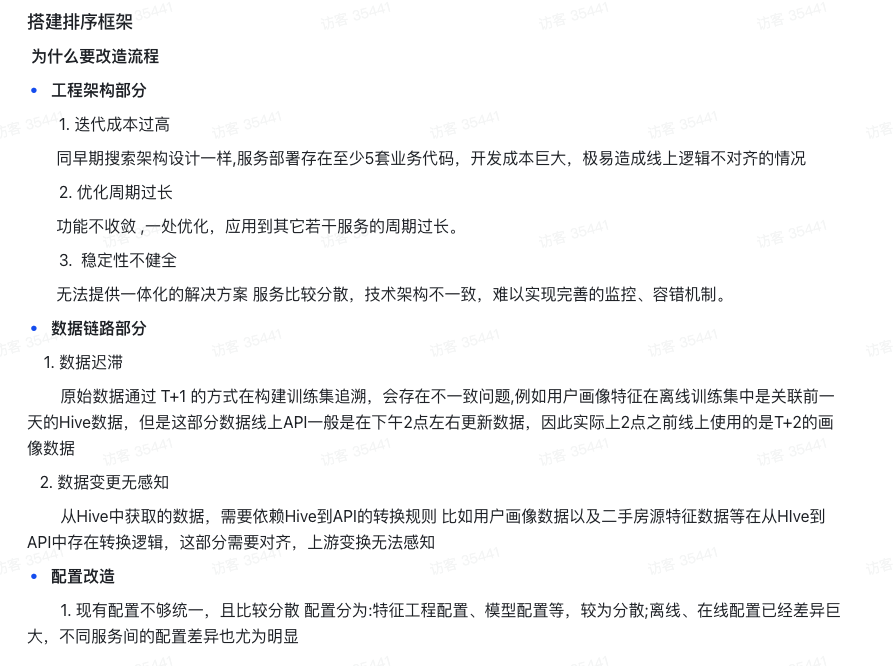 搭建排序框架
为什么要改造流程
• 工程架构部分
1. 迭代成本过高
同早期搜索架构设计一样,服务部署存在至少5套业务代码，开发成本巨大，极易造成线上逻辑不对齐的情况
2. 优化周期过长
功能不收敛 ,一处优化，应用到其它若干服务的周期过长。
3. 稳定性不健全
无法提供一体化的解决方案 服务比较分散，技术架构不一致，难以实现完善的监控、容错机制。
• 数据链路部分
1. 数据迟滞
原始数据通过 T+1 的方式在构建训练集追溯，会存在不一致问题,例如用户画像特征在离线训练集中是关联前一
天的Hive数据，但是这部分数据线上API一般是在下午2点左右更新数据，因此实际上2点之前线上使用的是T+2的画
像数据
2. 数据变更无感知
从Hive中获取的数据，需要依赖Hive到API的转换规则 比如用户画像数据以及二手房源特征数据等在从HIve到
API中存在转换逻辑，这部分需要对齐，上游变换无法感知
• 配置改造
1. 现有配置不够统一，且比较分散 配置分为:特征工程配置、模型配置等，较为分散;离线、在线配置已经差异巨
大，不同服务间的配置差异也尤为明显
访客 35441